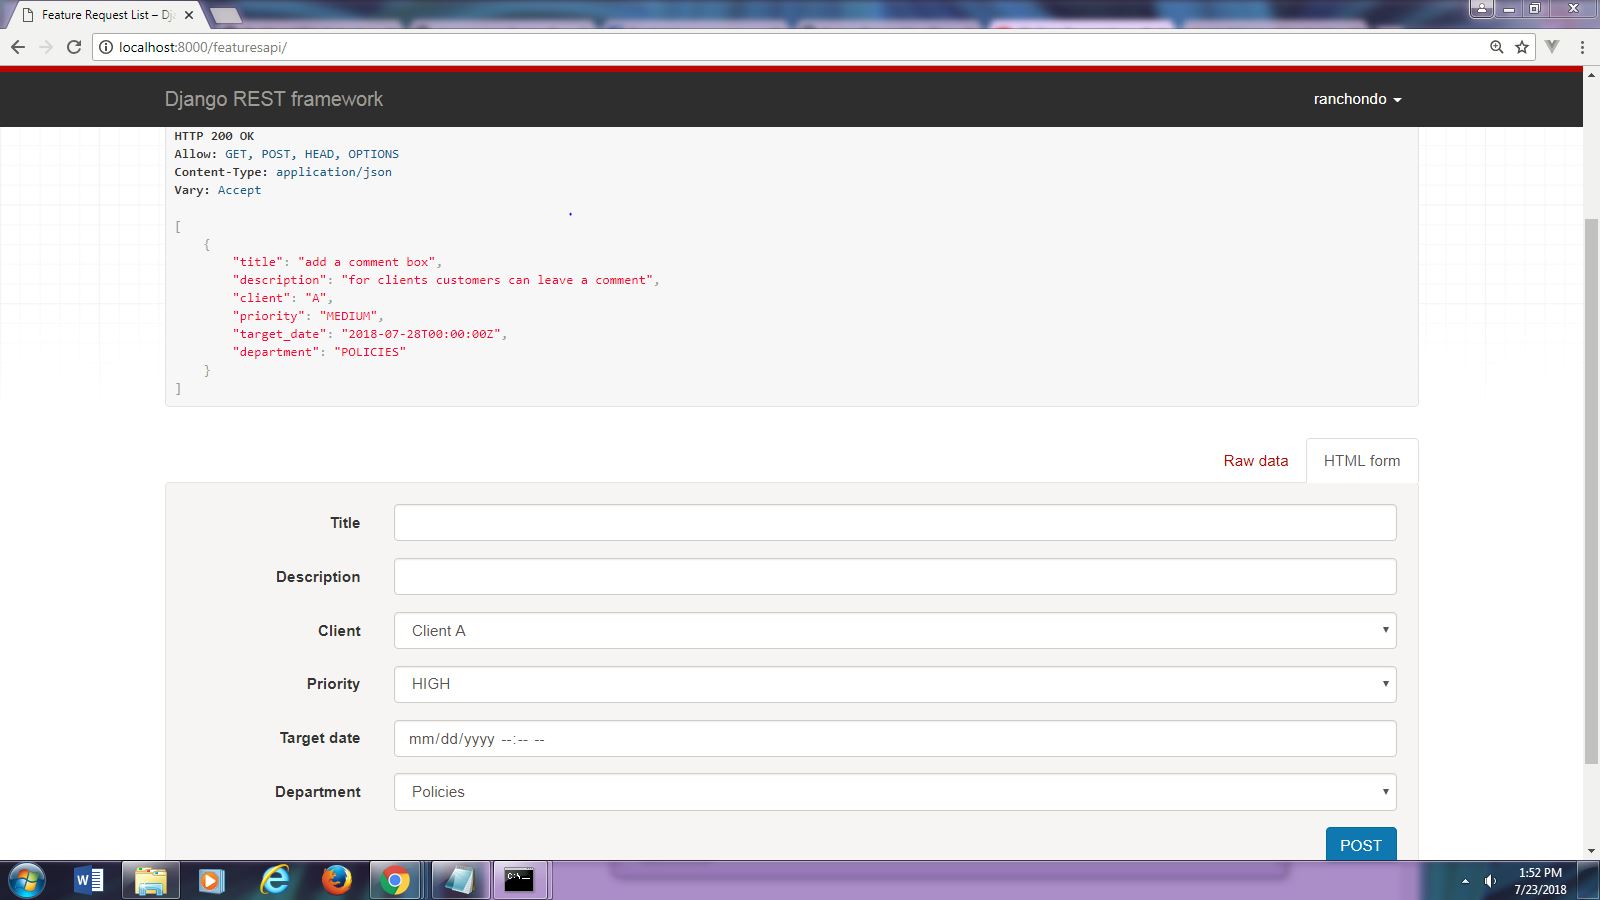 Feature Request List – Dj
localhost:8000/featuresapi/
Django REST framework
ranchondo
HTTP 200 OK
Allow: GET, POST, HEAD, OPTIONS
Content-Type: application/json
Vary: Accept
[
    {
        "title": "add a comment box",
        "description": "for clients customers can leave a comment",
        "client": "A",
        "priority": "MEDIUM",
        "target_date": "2018-07-28T00:00:00Z",
        "department": "POLICIES"
    }
]
Raw data HTML form
Title
Description
Client Client A
Priority HIGH
Target date mm/dd/yyyy --:-- --
Department Policies
POST
1:52 PM
7/23/2018